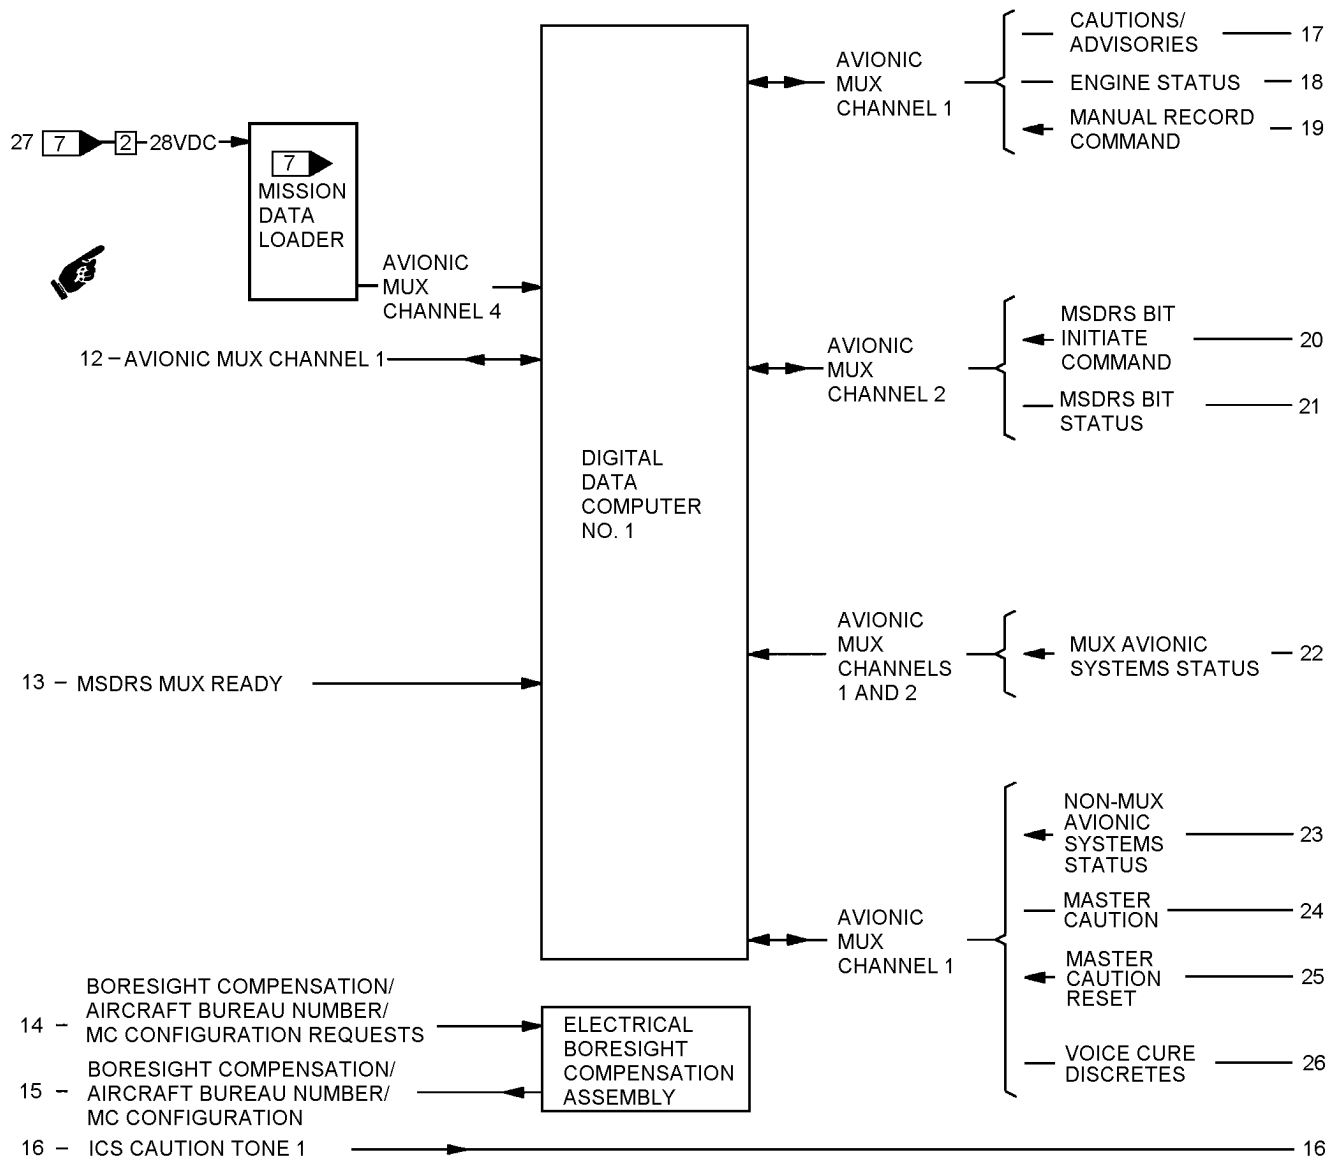 27 7 2 28VDC
7
MISSION
DATA
LOADER
AVIONIC
MUX
CHANNEL 4
12 – AVIONIC MUX CHANNEL 1
13 – MSDRS MUX READY
14 – BORESIGHT COMPENSATION/
AIRCRAFT BUREAU NUMBER/
MC CONFIGURATION REQUESTS
15 – BORESIGHT COMPENSATION/
AIRCRAFT BUREAU NUMBER/
MC CONFIGURATION
16 – ICS CAUTION TONE 1
16
DIGITAL
DATA
COMPUTER
NO. 1
ELECTRICAL
BORESIGHT
COMPENSATION
ASSEMBLY
AVIONIC
MUX
CHANNEL 1
CAUTIONS/
ADVISORIES
17
ENGINE STATUS
18
MANUAL RECORD
COMMAND
19
AVIONIC
MUX
CHANNEL 2
MSDRS BIT
INITIATE
COMMAND
20
MSDRS BIT
STATUS
21
AVIONIC
MUX
CHANNELS
1 AND 2
MUX AVIONIC
SYSTEMS STATUS
22
AVIONIC
MUX
CHANNEL 1
NON-MUX
AVIONIC
SYSTEMS
STATUS
23
MASTER
CAUTION
24
MASTER
CAUTION
RESET
25
VOICE CURE
DISCRETES
26